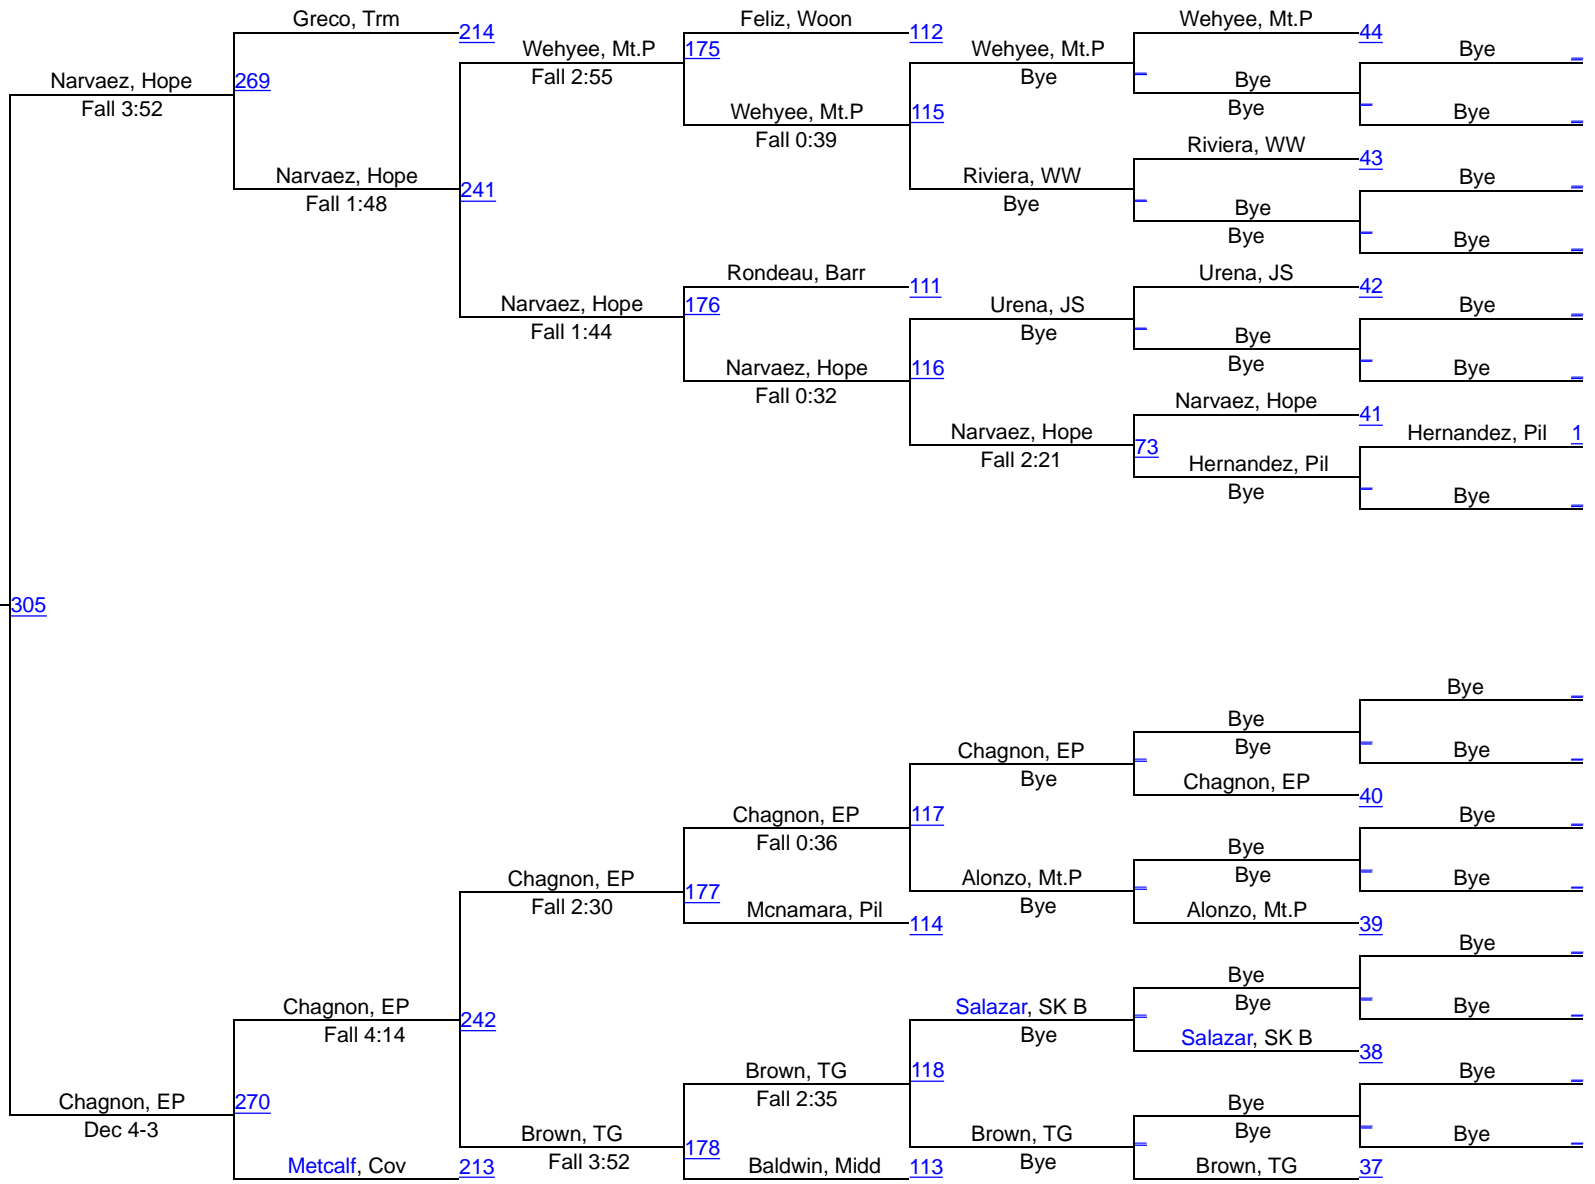 Greco, Trm
214
Feliz, Woon
112
Wehyee, Mt.P
44
Wehyee, Mt.P
175
Wehyee, Mt.P
Bye
Narvaez, Hope
269
Fall 2:55
Bye
Bye
Fall 3:52
Wehyee, Mt.P
115
Bye
Bye
Fall 0:39
Riviera, WW
43
Narvaez, Hope
241
Riviera, WW
Bye
Fall 1:48
Bye
Bye
Bye
Bye
Rondeau, Barr
111
Urena, JS
42
Narvaez, Hope
176
Urena, JS
Bye
Fall 1:44
Bye
Bye
Narvaez, Hope
116
Bye
Bye
Fall 0:32
Narvaez, Hope
41
Narvaez, Hope
73
Hernandez, Pil
1
Fall 2:21
Hernandez, Pil
Bye
Bye
305
Bye
Bye
Chagnon, EP
Bye
Bye
Bye
Chagnon, EP
40
Chagnon, EP
117
Bye
Fall 0:36
Bye
Chagnon, EP
177
Alonzo, Mt.P
Bye
Bye
Fall 2:30
Bye
Mcnamara, Pil
114
Alonzo, Mt.P
39
Bye
Bye
Chagnon, EP
242
Salazar, SK B
Bye
Bye
Fall 4:14
Bye
Salazar, SK B
38
Brown, TG
118
Bye
Fall 2:35
Chagnon, EP
270
Bye
Dec 4-3
Brown, TG
178
Brown, TG
Bye
Bye
Metcalf, Cov
213
Fall 3:52
Baldwin, Midd
113
Bye
Brown, TG
37